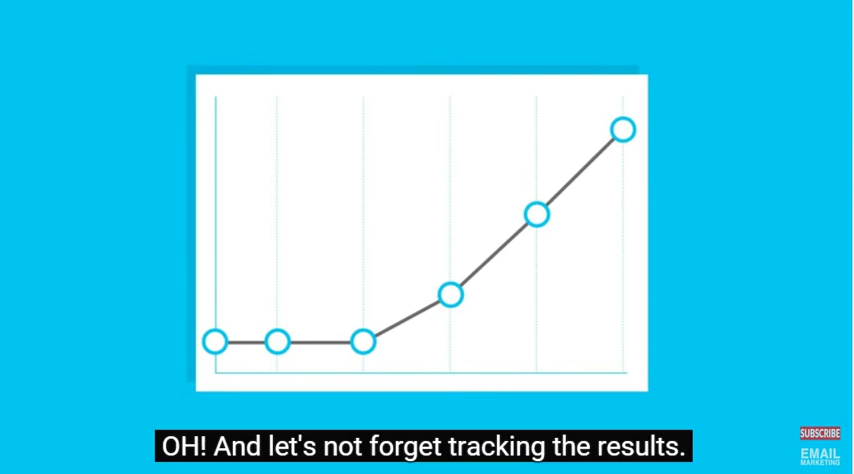 OH! And let's not forget tracking the results.
SUBSCRIBE
EMAIL
MARKETING